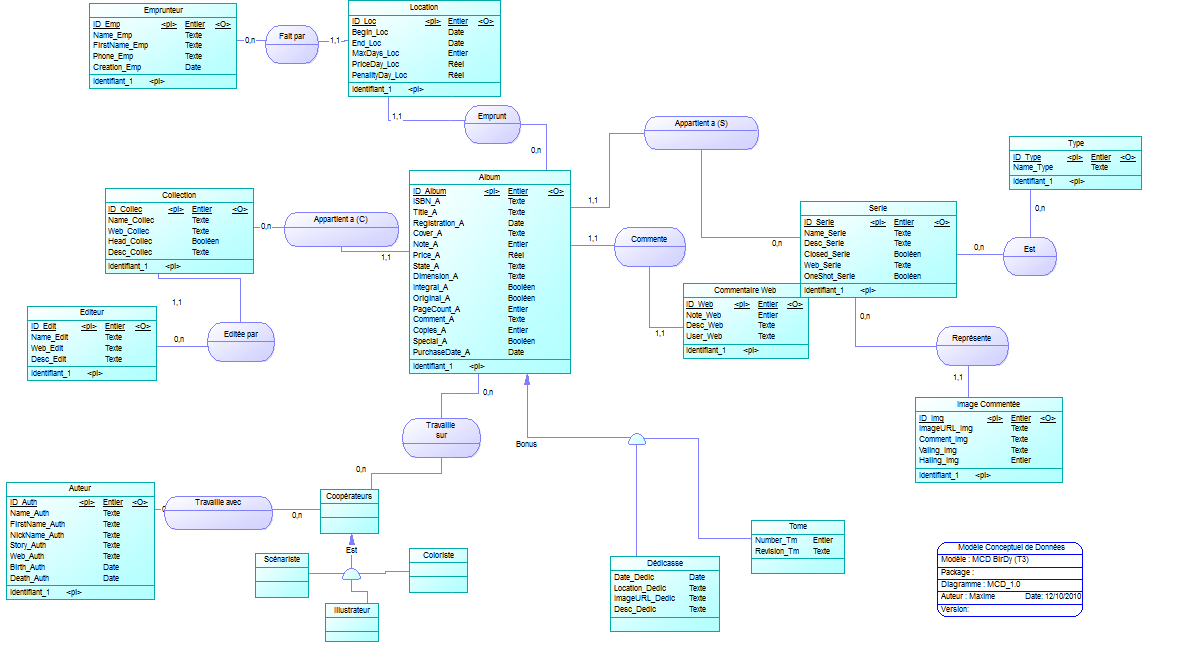 Emprunteur
ID_Emp <pi> Entier <O>
Name_Emp Texte
FirstName_Emp Texte
Phone_Emp Texte
Creation_Emp Date
Identifiant_1 <pi>
0,n
Fait par
1,1
Location
ID_Loc <pi> Entier <O>
Begin_Loc Date
End_Loc Date
MaxDays_Loc Entier
PriceDay_Loc Réel
PenalityDay_Loc Réel
Identifiant_1 <pi>
1,1
Emprunt
0,n
Appartient a (S)
1,1
0,n
Type
ID_Type <pi> Entier <O>
Name_Type Texte
Identifiant_1 <pi>
0,n
Est
0,n
Collection
ID_Collec <pi> Entier <O>
Name_Collec Texte
Web_Collec Texte
Head_Collec Booléen
Desc_Collec Texte
Identifiant_1 <pi>
0,n
Appartient a (C)
1,1
Album
ID_Album <pi> Entier <O>
ISBN_A Texte
Title_A Texte
Registration_A Date
Cover_A Texte
Note_A Entier
Price_A Réel
State_A Texte
Dimension_A Texte
Integral_A Booléen
Original_A Booléen
PageCount_A Entier
Comment_A Texte
Copies_A Entier
Special_A Booléen
PurchaseDate_A Date
Identifiant_1 <pi>
1,1
Commente
1,1
Serie
ID_Serie <pi> Entier <O>
Name_Serie Texte
Desc_Serie Texte
Closed_Serie Booléen
Web_Serie Texte
OneShot_Serie Booléen
Identifiant_1 <pi>
Commentaire Web
ID_Web <pi> Entier <O>
Note_Web Entier
Desc_Web Texte
User_Web Texte
Identifiant_1 <pi>
1,1
Editée par
0,n
Editeur
ID_Edit <pi> Entier <O>
Name_Edit Texte
Web_Edit Texte
Desc_Edit Texte
Identifiant_1 <pi>
0,n
Représente
1,1
Image Commentée
ID_Img <pi> Entier <O>
ImageURL_Img Texte
Comment_Img Texte
Valing_Img Texte
Haling_Img Entier
Identifiant_1 <pi>
0,n
Travaille
sur
0,n
Bonus
Auteur
ID_Auth <pi> Entier <O>
Name_Auth Texte
FirstName_Auth Texte
NickName_Auth Texte
Story_Auth Texte
Web_Auth Texte
Birth_Auth Date
Death_Auth Date
Identifiant_1 <pi>
Travaille avec
0,n
Coopérateurs
Est
Scénariste
Coloriste
Illustrateur
Dédicasse
Date_Dedic Date
Location_Dedic Texte
ImageURL_Dedic Texte
Desc_Dedic Texte
Tome
Number_Tm Entier
Revision_Tm Texte
Modèle Conceptuel de Données
Modèle : MCD BirDy (T3)
Package :
Diagramme : MCD_1.0
Auteur : Maxime Date: 12/10/2010
Version: